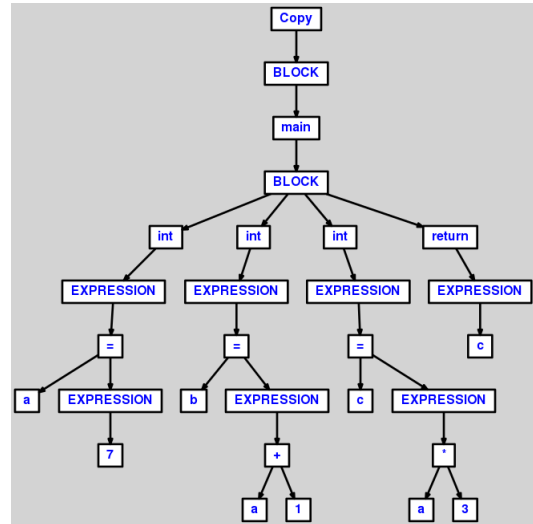 Copy
BLOCK
main
BLOCK
int int int return
EXPRESSION EXPRESSION EXPRESSION EXPRESSION
= = = c
a EXPRESSION b EXPRESSION c EXPRESSION
7 + *
a 1 a 3